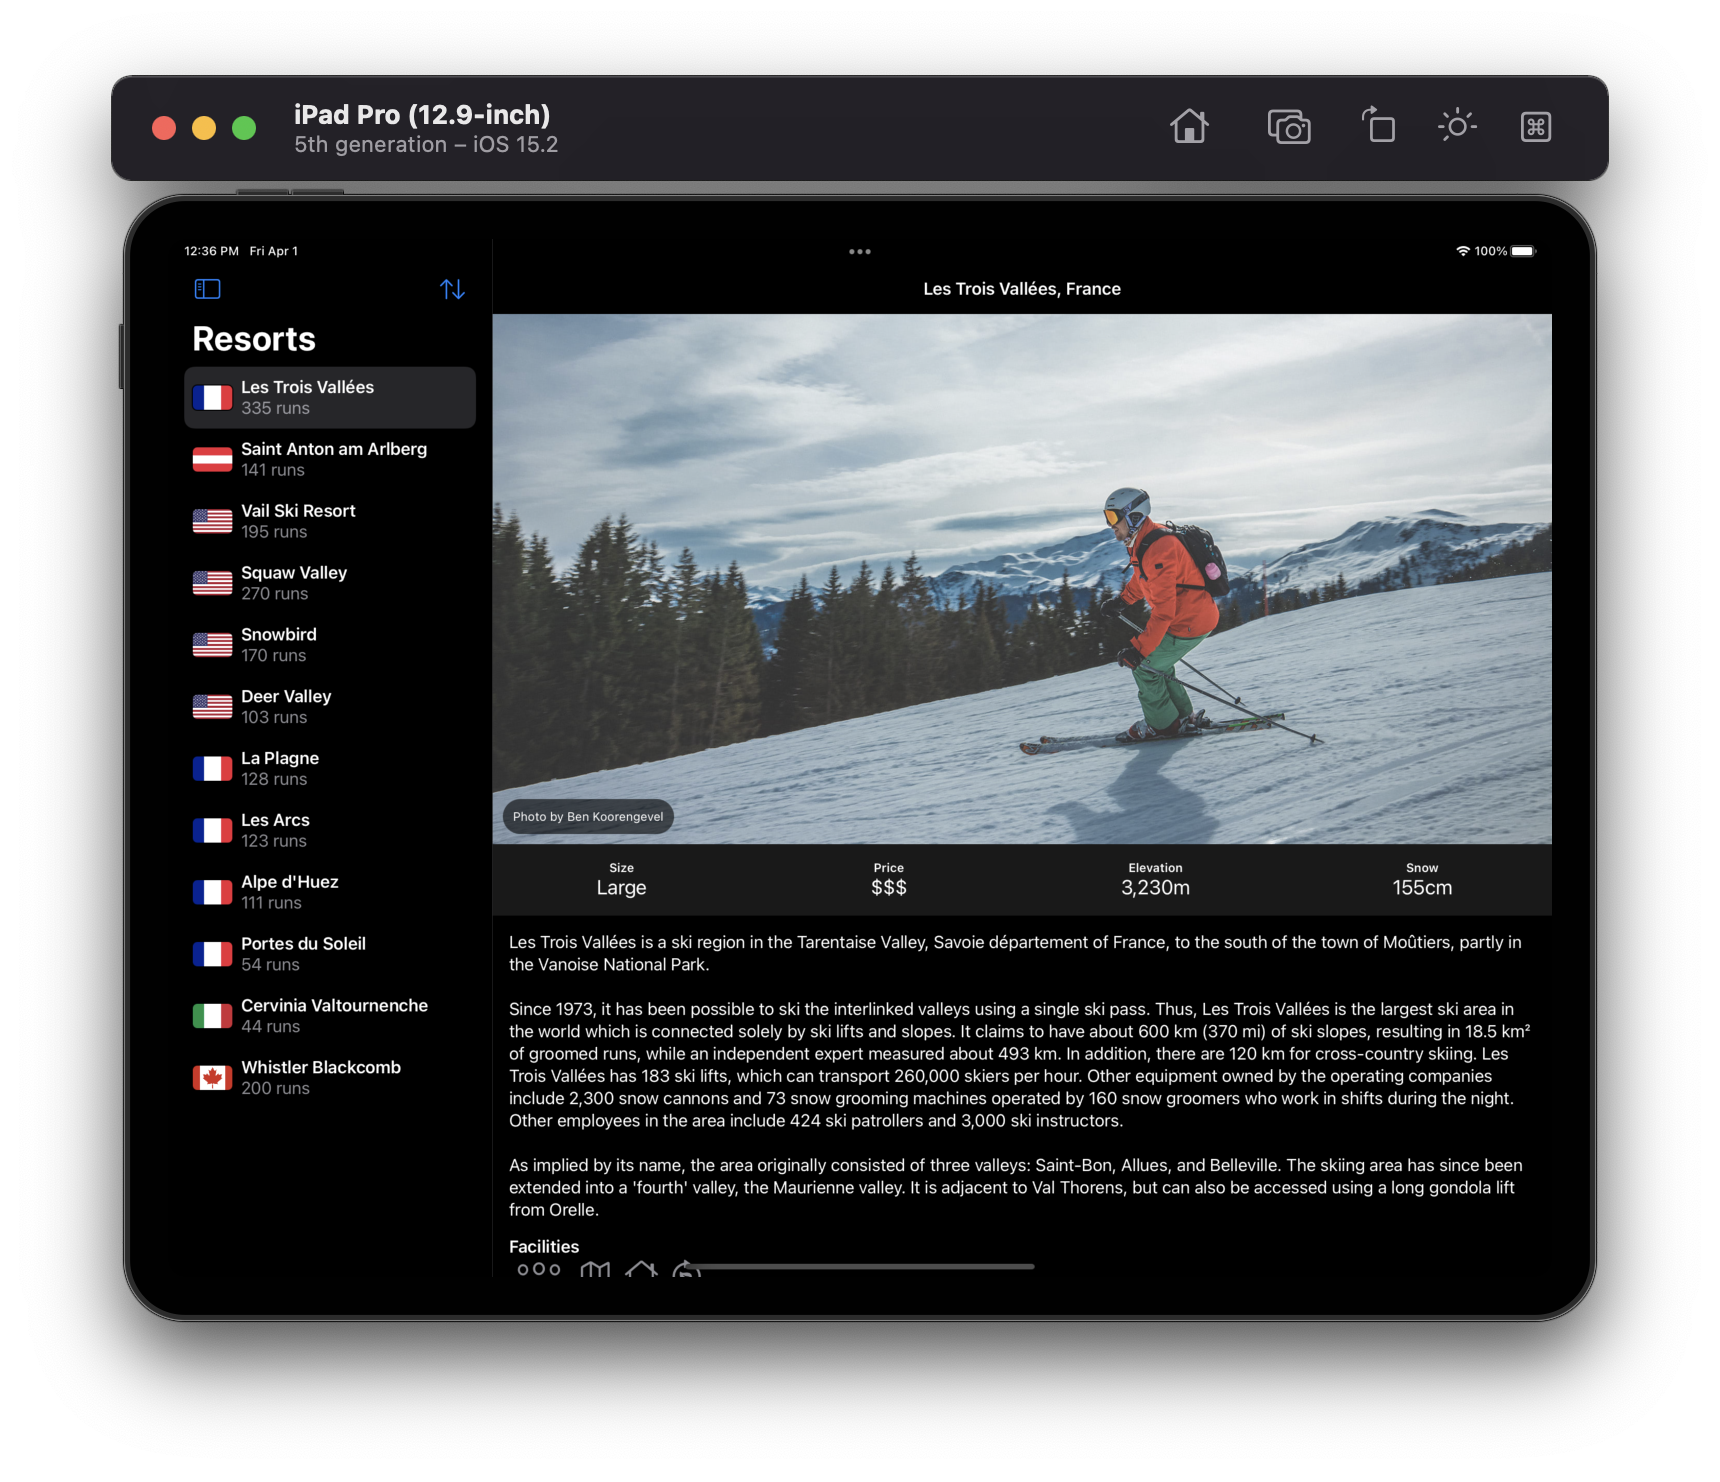 iPad Pro (12.9-inch)
5th generation – iOS 15.2
12:36 PM Fri Apr 1
100%
Resorts
Les Trois Vallées
335 runs
Saint Anton am Arlberg
141 runs
Vail Ski Resort
195 runs
Squaw Valley
270 runs
Snowbird
170 runs
Deer Valley
103 runs
La Plagne
128 runs
Les Arcs
123 runs
Alpe d'Huez
111 runs
Portes du Soleil
54 runs
Cervinia Valtournenche
44 runs
Whistler Blackcomb
200 runs
Les Trois Vallées, France
Photo by Ben Koorengevel
Size Price Elevation Snow
Large $$$ 3,230m 155cm
Les Trois Vallées is a ski region in the Tarentaise Valley, Savoie département of France, to the south of the town of Moûtiers, partly in
the Vanoise National Park.
Since 1973, it has been possible to ski the interlinked valleys using a single ski pass. Thus, Les Trois Vallées is the largest ski area in
the world which is connected solely by ski lifts and slopes. It claims to have about 600 km (370 mi) of ski slopes, resulting in 18.5 km²
of groomed runs, while an independent expert measured about 493 km. In addition, there are 120 km for cross-country skiing. Les
Trois Vallées has 183 ski lifts, which can transport 260,000 skiers per hour. Other equipment owned by the operating companies
include 2,300 snow cannons and 73 snow grooming machines operated by 160 snow groomers who work in shifts during the night.
Other employees in the area include 424 ski patrollers and 3,000 ski instructors.
As implied by its name, the area originally consisted of three valleys: Saint-Bon, Allues, and Belleville. The skiing area has since been
extended into a 'fourth' valley, the Maurienne valley. It is adjacent to Val Thorens, but can also be accessed using a long gondola lift
from Orelle.
Facilities